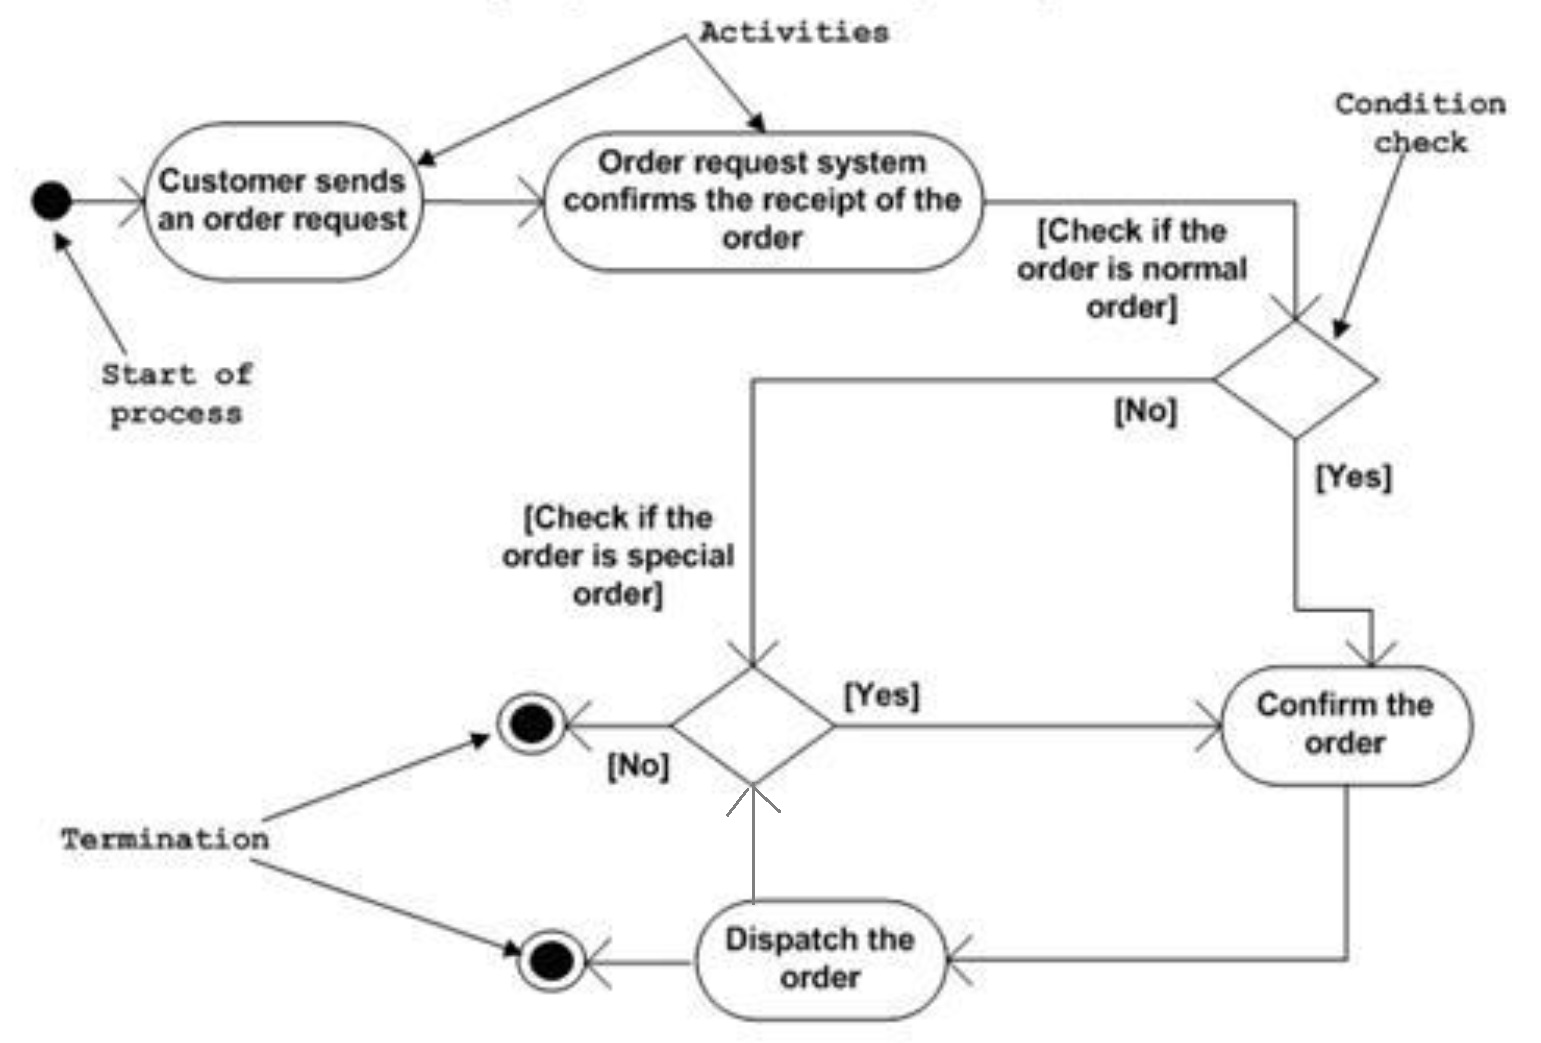 Activities
Condition
check
Customer sends
an order request
Order request system
confirms the receipt of the
order
[Check if the
order is normal
order]
Start of
process
[No]
[Yes]
[Check if the
order is special
order]
[Yes]
Confirm the
order
[No]
Termination
Dispatch the
order